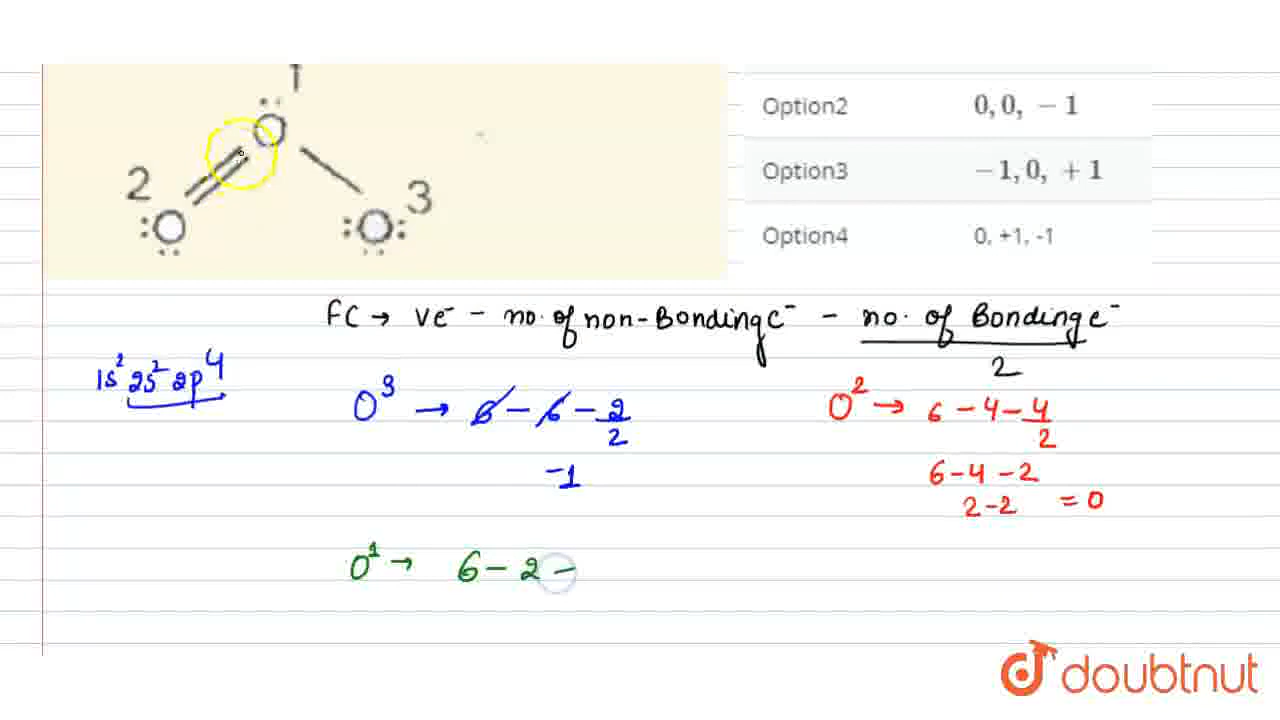 1
:O:
2
3
:O
:O:
Option2 0, 0, −1
Option3 −1, 0, +1
Option4 0, +1, -1
FC → Ve⁻ − no. of non-Bonding e⁻ − no. of Bonding e⁻ / 2
1s² 2s² 2p⁴
O³ → 6 − 6 − 2/2
−1
O² → 6 − 4 − 4/2
6 − 4 − 2
2 − 2 = 0
O¹ → 6 − 2 −
doubtnut